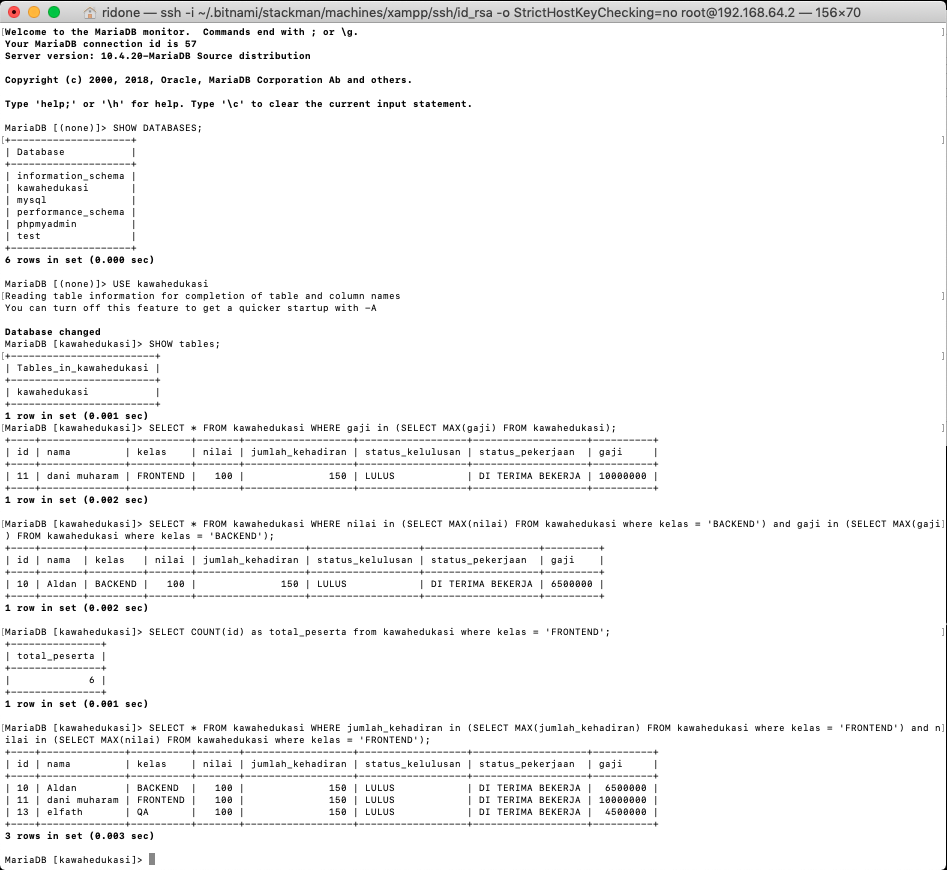 ridone — ssh -i ~/.bitnami/stackman/machines/xampp/ssh/id_rsa -o StrictHostKeyChecking=no root@192.168.64.2 — 156×70
[Welcome to the MariaDB monitor.  Commands end with ; or \g. ]
Your MariaDB connection id is 57
Server version: 10.4.20-MariaDB Source distribution

Copyright (c) 2000, 2018, Oracle, MariaDB Corporation Ab and others.

Type 'help;' or '\h' for help. Type '\c' to clear the current input statement.

MariaDB [(none)]> SHOW DATABASES;
[+--------------------+ ]
| Database           |
+--------------------+
| information_schema |
| kawahedukasi       |
| mysql              |
| performance_schema |
| phpmyadmin         |
| test               |
+--------------------+
6 rows in set (0.000 sec)

MariaDB [(none)]> USE kawahedukasi
[Reading table information for completion of table and column names ]
You can turn off this feature to get a quicker startup with -A

Database changed
MariaDB [kawahedukasi]> SHOW tables;
[+------------------------+ ]
| Tables_in_kawahedukasi |
+------------------------+
| kawahedukasi           |
+------------------------+
1 row in set (0.001 sec)
[MariaDB [kawahedukasi]> SELECT * FROM kawahedukasi WHERE gaji in (SELECT MAX(gaji) FROM kawahedukasi); ]
+----+--------------+----------+-------+------------------+------------------+-------------------+----------+
| id | nama         | kelas    | nilai | jumlah_kehadiran | status_kelulusan | status_pekerjaan  | gaji     |
+----+--------------+----------+-------+------------------+------------------+-------------------+----------+
| 11 | dani muharam | FRONTEND |   100 |              150 | LULUS            | DI TERIMA BEKERJA | 10000000 |
+----+--------------+----------+-------+------------------+------------------+-------------------+----------+
1 row in set (0.002 sec)

[MariaDB [kawahedukasi]> SELECT * FROM kawahedukasi WHERE nilai in (SELECT MAX(nilai) FROM kawahedukasi where kelas = 'BACKEND') and gaji in (SELECT MAX(gaji]
) FROM kawahedukasi where kelas = 'BACKEND');
+----+-------+---------+-------+------------------+------------------+-------------------+---------+
| id | nama  | kelas   | nilai | jumlah_kehadiran | status_kelulusan | status_pekerjaan  | gaji    |
+----+-------+---------+-------+------------------+------------------+-------------------+---------+
| 10 | Aldan | BACKEND |   100 |              150 | LULUS            | DI TERIMA BEKERJA | 6500000 |
+----+-------+---------+-------+------------------+------------------+-------------------+---------+
1 row in set (0.002 sec)

[MariaDB [kawahedukasi]> SELECT COUNT(id) as total_peserta from kawahedukasi where kelas = 'FRONTEND'; ]
+---------------+
| total_peserta |
+---------------+
|             6 |
+---------------+
1 row in set (0.001 sec)

[MariaDB [kawahedukasi]> SELECT * FROM kawahedukasi WHERE jumlah_kehadiran in (SELECT MAX(jumlah_kehadiran) FROM kawahedukasi where kelas = 'FRONTEND') and n]
ilai in (SELECT MAX(nilai) FROM kawahedukasi where kelas = 'FRONTEND');
+----+--------------+----------+-------+------------------+------------------+-------------------+----------+
| id | nama         | kelas    | nilai | jumlah_kehadiran | status_kelulusan | status_pekerjaan  | gaji     |
+----+--------------+----------+-------+------------------+------------------+-------------------+----------+
| 10 | Aldan        | BACKEND  |   100 |              150 | LULUS            | DI TERIMA BEKERJA |  6500000 |
| 11 | dani muharam | FRONTEND |   100 |              150 | LULUS            | DI TERIMA BEKERJA | 10000000 |
| 13 | elfath       | QA       |   100 |              150 | LULUS            | DI TERIMA BEKERJA |  4500000 |
+----+--------------+----------+-------+------------------+------------------+-------------------+----------+
3 rows in set (0.003 sec)

MariaDB [kawahedukasi]>